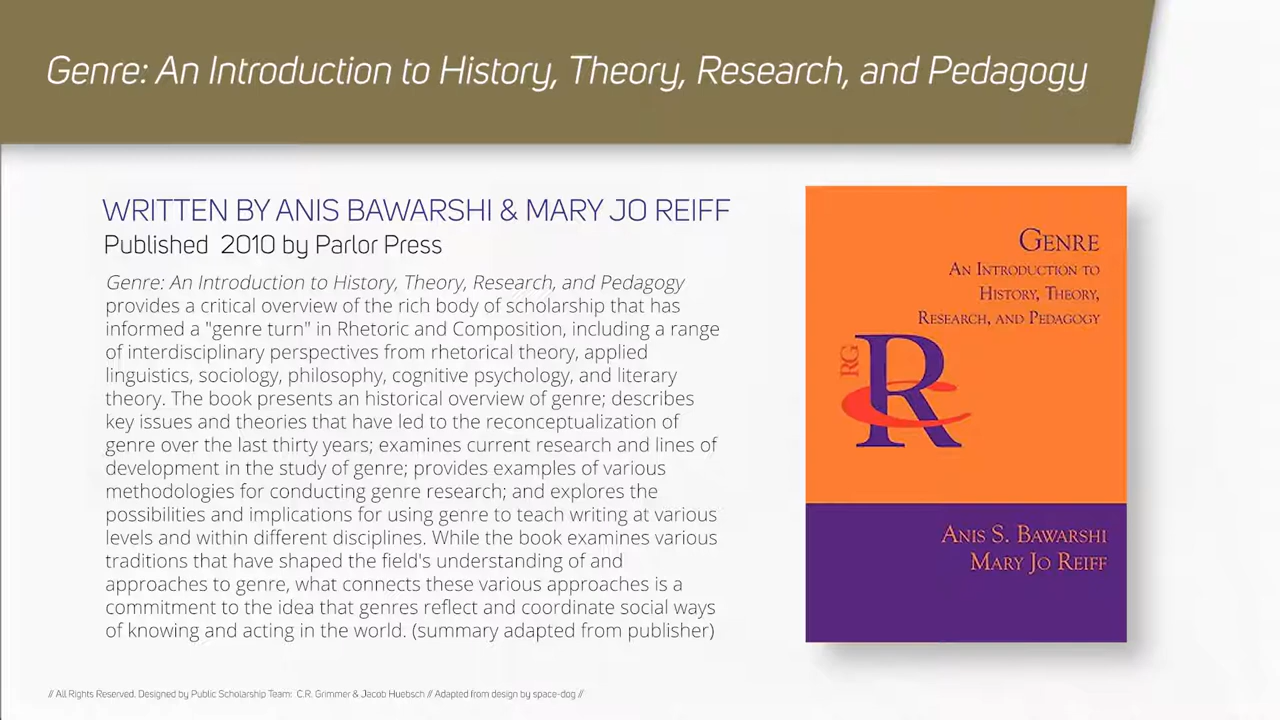 Genre: An Introduction to History, Theory, Research, and Pedagogy
WRITTEN BY ANIS BAWARSHI & MARY JO REIFF
Published 2010 by Parlor Press
Genre: An Introduction to History, Theory, Research, and Pedagogy
provides a critical overview of the rich body of scholarship that has
informed a "genre turn" in Rhetoric and Composition, including a range
of interdisciplinary perspectives from rhetorical theory, applied
linguistics, sociology, philosophy, cognitive psychology, and literary
theory. The book presents an historical overview of genre; describes
key issues and theories that have led to the reconceptualization of
genre over the last thirty years; examines current research and lines of
development in the study of genre; provides examples of various
methodologies for conducting genre research; and explores the
possibilities and implications for using genre to teach writing at various
levels and within different disciplines. While the book examines various
traditions that have shaped the field's understanding of and
approaches to genre, what connects these various approaches is a
commitment to the idea that genres reflect and coordinate social ways
of knowing and acting in the world. (summary adapted from publisher)
GENRE
AN INTRODUCTION TO
HISTORY, THEORY,
RESEARCH, AND PEDAGOGY
RG
R
ANIS S. BAWARSHI
MARY JO REIFF
// All Rights Reserved. Designed by Public Scholarship Team: C.R. Grimmer & Jacob Huebsch // Adapted from design by space-dog //